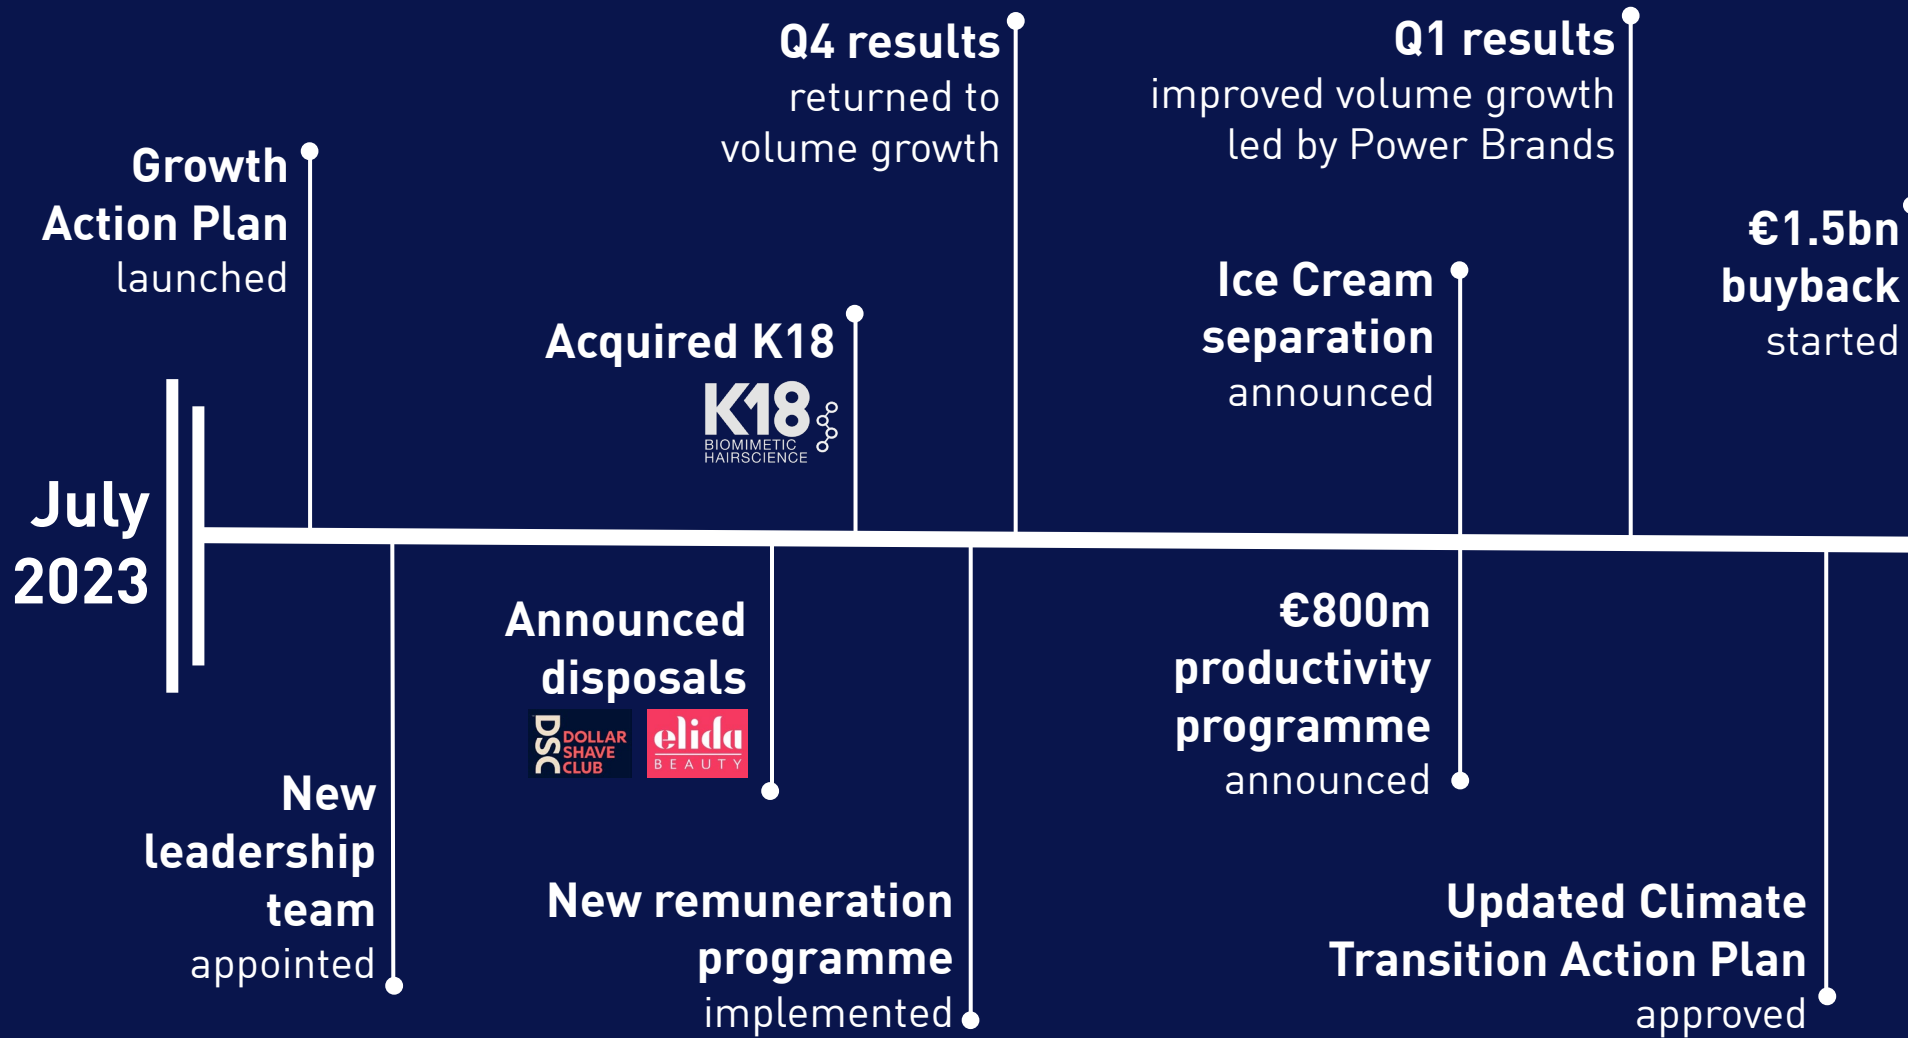 July
2023
Growth
Action Plan
launched
New
leadership
team
appointed
Announced
disposals
DSC
DOLLAR
SHAVE
CLUB
elida
BEAUTY
Acquired K18
K18
BIOMIMETIC
HAIRSCIENCE
New remuneration
programme
implemented
Q4 results
returned to
volume growth
Ice Cream
separation
announced
€800m
productivity
programme
announced
Q1 results
improved volume growth
led by Power Brands
Updated Climate
Transition Action Plan
approved
€1.5bn
buyback
started